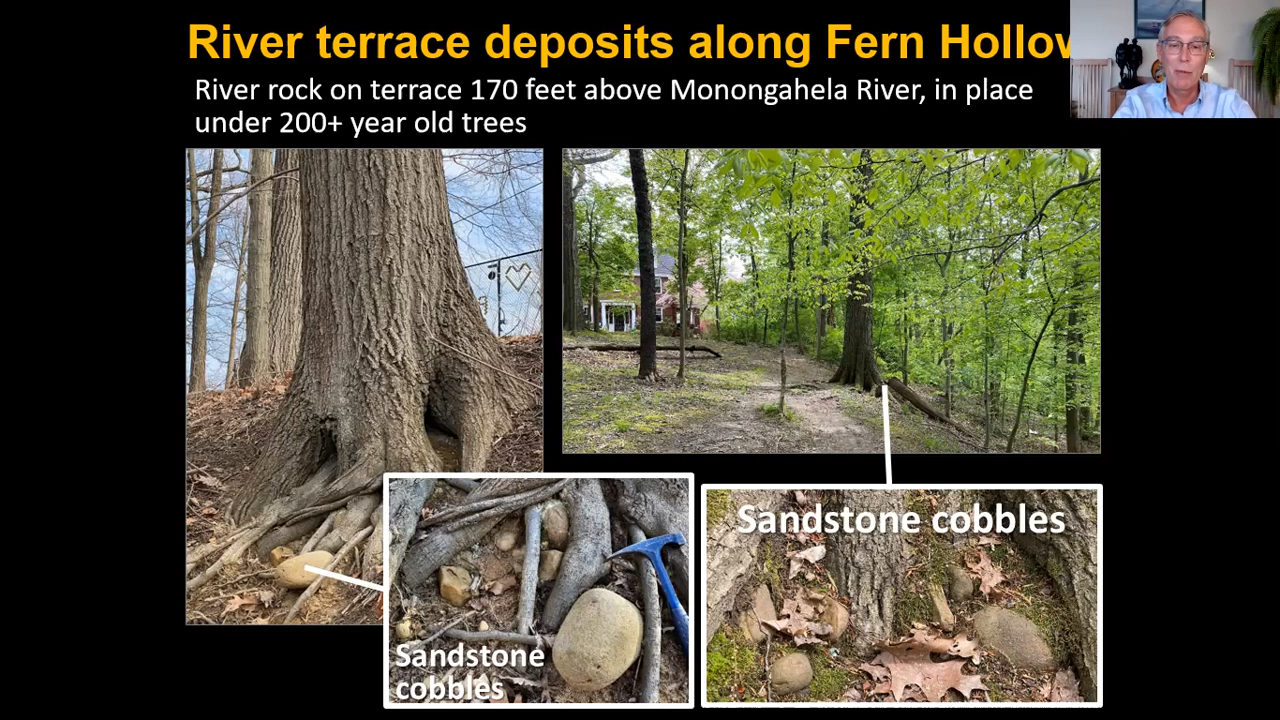 River terrace deposits along Fern Hollow
River rock on terrace 170 feet above Monongahela River, in place
under 200+ year old trees
Sandstone cobbles
Sandstone
cobbles